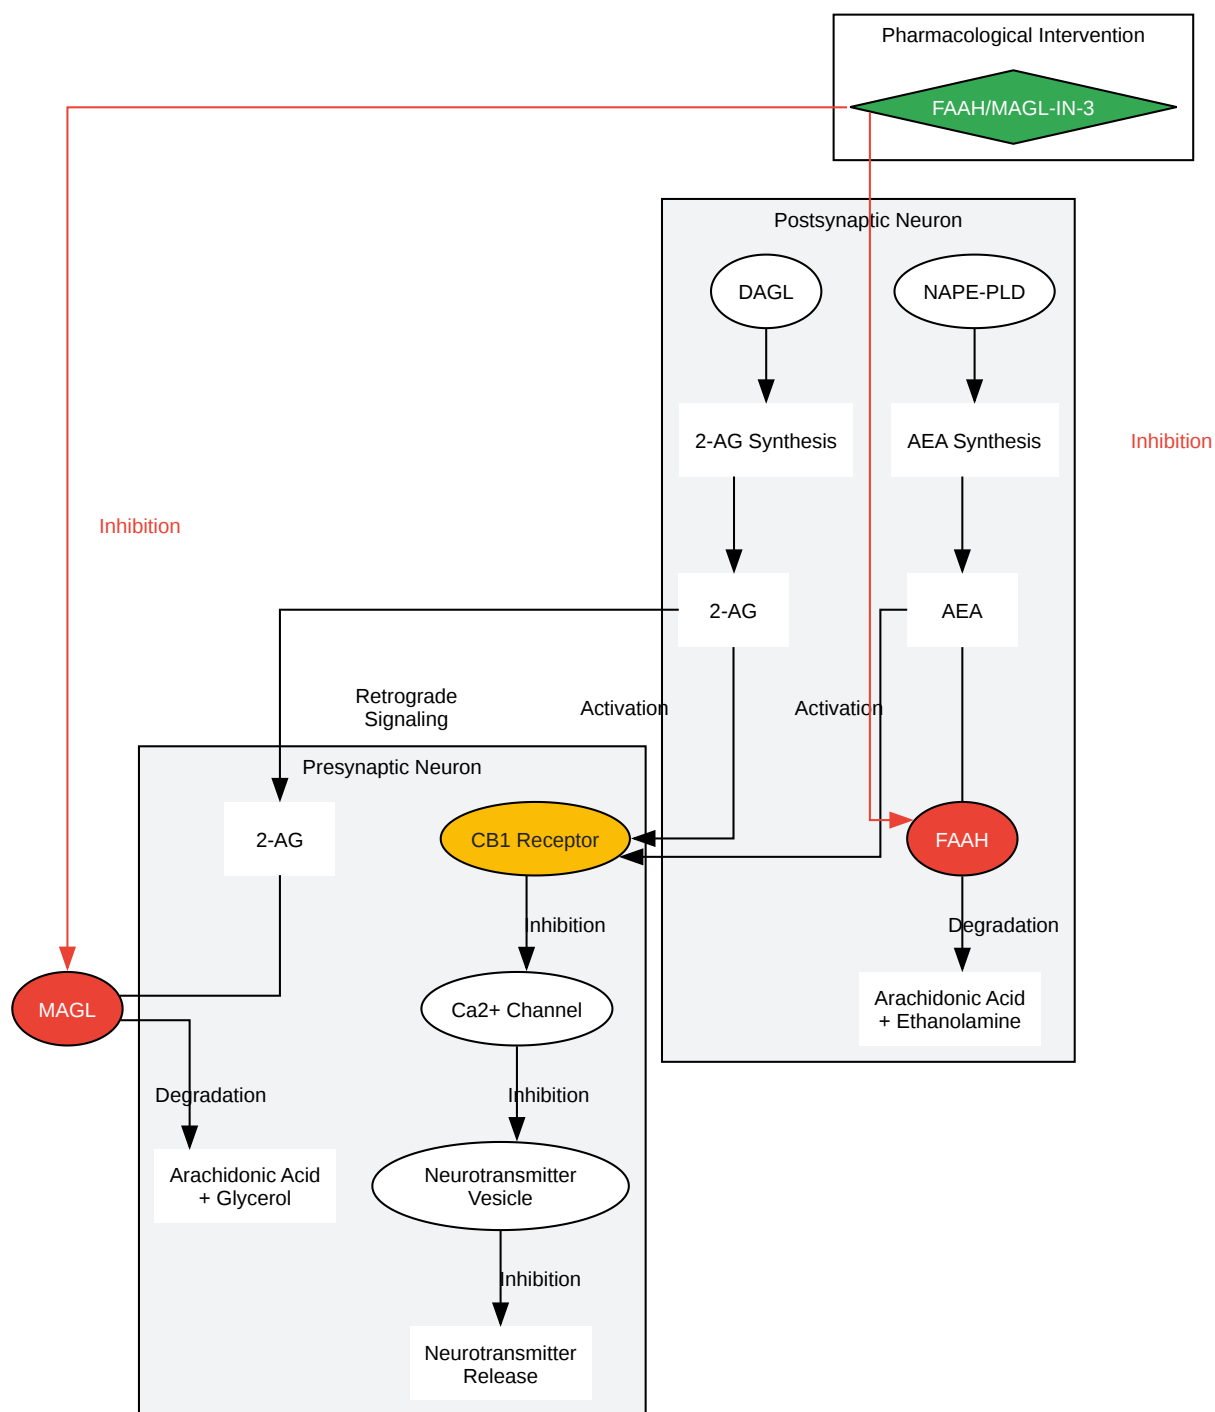 Pharmacological Intervention
FAAH/MAGL-IN-3
Postsynaptic Neuron
DAGL
NAPE-PLD
2-AG Synthesis
AEA Synthesis
Inhibition
Inhibition
2-AG
AEA
Retrograde
Signaling
Activation
Activation
Presynaptic Neuron
2-AG
CB1 Receptor
FAAH
Inhibition
Degradation
MAGL
Ca2+ Channel
Arachidonic Acid
+ Ethanolamine
Degradation
Inhibition
Arachidonic Acid
+ Glycerol
Neurotransmitter
Vesicle
Inhibition
Neurotransmitter
Release